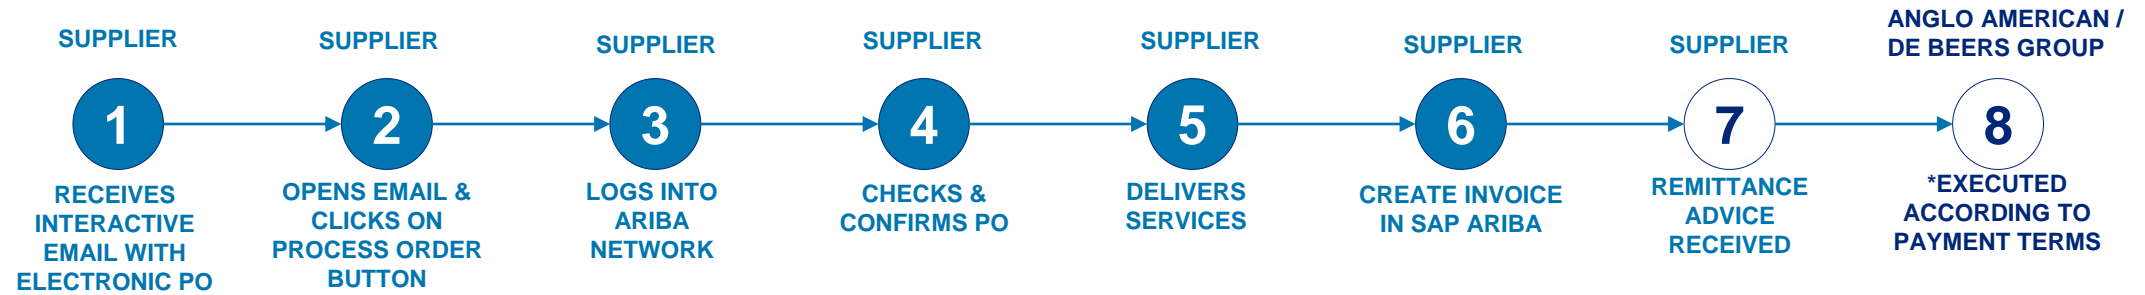 SUPPLIER
1
RECEIVES
INTERACTIVE
EMAIL WITH
ELECTRONIC PO
SUPPLIER
2
OPENS EMAIL &
CLICKS ON
PROCESS ORDER
BUTTON
SUPPLIER
3
LOGS INTO
ARIBA
NETWORK
SUPPLIER
4
CHECKS &
CONFIRMS PO
SUPPLIER
5
DELIVERS
SERVICES
SUPPLIER
6
CREATE INVOICE
IN SAP ARIBA
SUPPLIER
7
REMITTANCE
ADVICE
RECEIVED
ANGLO AMERICAN /
DE BEERS GROUP
8
*EXECUTED
ACCORDING TO
PAYMENT TERMS